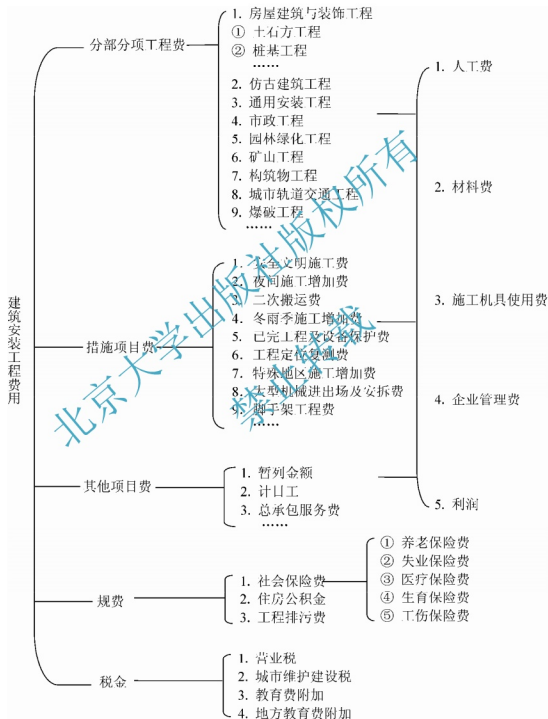 建筑安装工程费用
分部分项工程费
1. 房屋建筑与装饰工程
① 土石方工程
② 桩基工程
……
2. 仿古建筑工程
3. 通用安装工程
4. 市政工程
5. 园林绿化工程
6. 矿山工程
7. 构筑物工程
8. 城市轨道交通工程
9. 爆破工程
……
措施项目费
1. 安全文明施工费
2. 夜间施工增加费
3. 二次搬运费
4. 冬雨季施工增加费
5. 已完工程及设备保护费
6. 工程定位复测费
7. 特殊地区施工增加费
8. 大型机械进出场及安拆费
9. 脚手架工程费
……
其他项目费
1. 暂列金额
2. 计日工
3. 总承包服务费
……
1. 人工费
2. 材料费
3. 施工机具使用费
4. 企业管理费
5. 利润
规费
1. 社会保险费
2. 住房公积金
3. 工程排污费
① 养老保险费
② 失业保险费
③ 医疗保险费
④ 生育保险费
⑤ 工伤保险费
税金
1. 营业税
2. 城市维护建设税
3. 教育费附加
4. 地方教育费附加
北京大学出版社版权所有
禁止转载